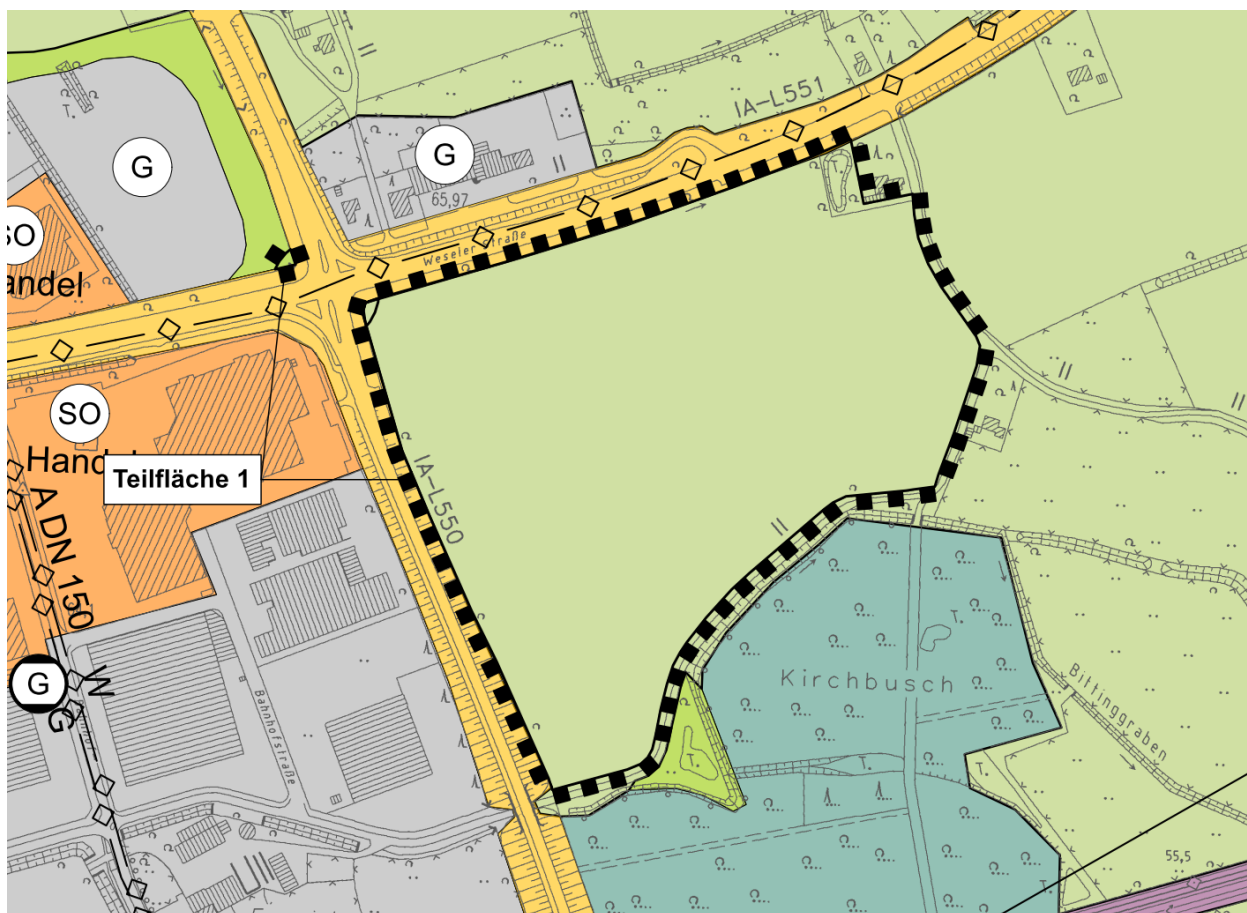 IA-L551
G
G
65,97
T.
T.
Weseler Straße
SO
andel
SO
Hand
Teilfläche 1
IA-L550
A DN 150
G
W
G
Bahnhofstraße
Kirchbusch
T.
Bittinggraben
T.
T.
T.
55,5